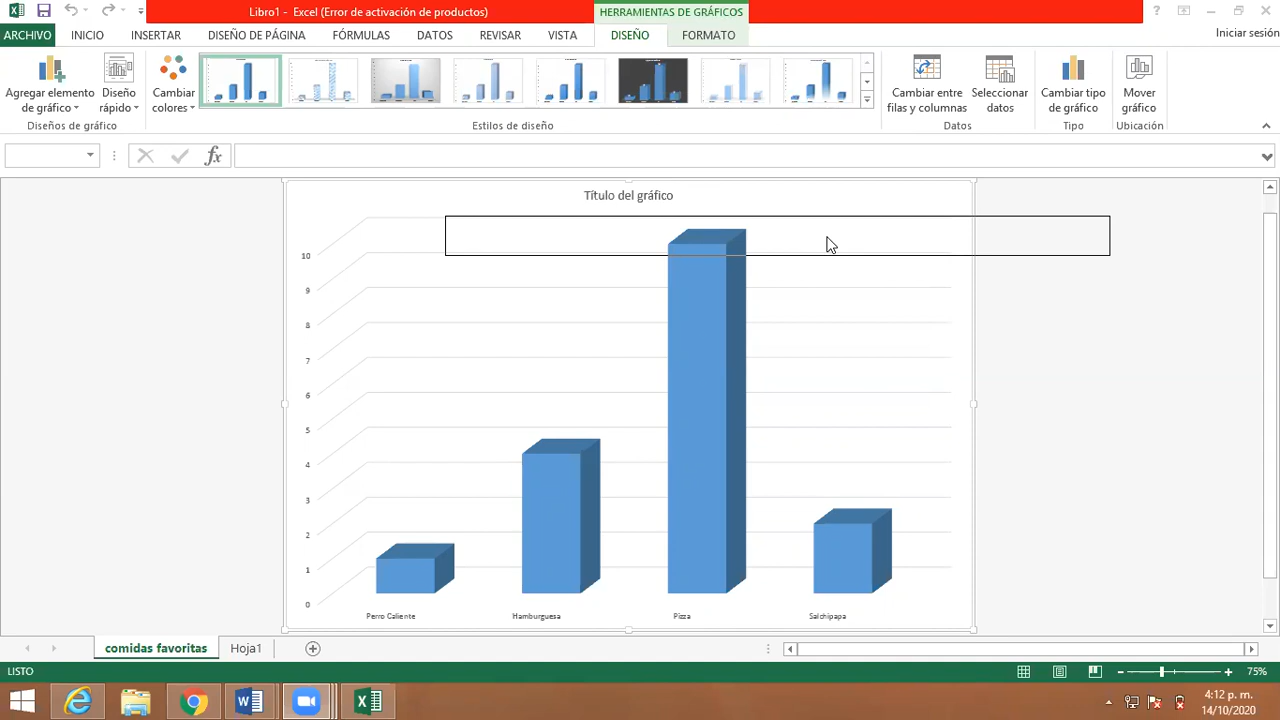 Libro1 - Excel (Error de activación de productos)
HERRAMIENTAS DE GRÁFICOS
?
ARCHIVO INICIO INSERTAR DISEÑO DE PÁGINA FÓRMULAS DATOS REVISAR VISTA DISEÑO FORMATO Iniciar sesión
Agregar elemento de gráfico
Diseño rápido
Cambiar colores
Cambiar entre filas y columnas
Seleccionar datos
Cambiar tipo de gráfico
Mover gráfico
Diseños de gráfico
Estilos de diseño
Datos
Tipo
Ubicación
fx
Título del gráfico
10
9
8
7
6
5
4
3
2
1
0
Perro Caliente Hamburguesa Pizza Salchipapa
comidas favoritas Hoja1
LISTO
75%
4:12 p. m.
14/10/2020